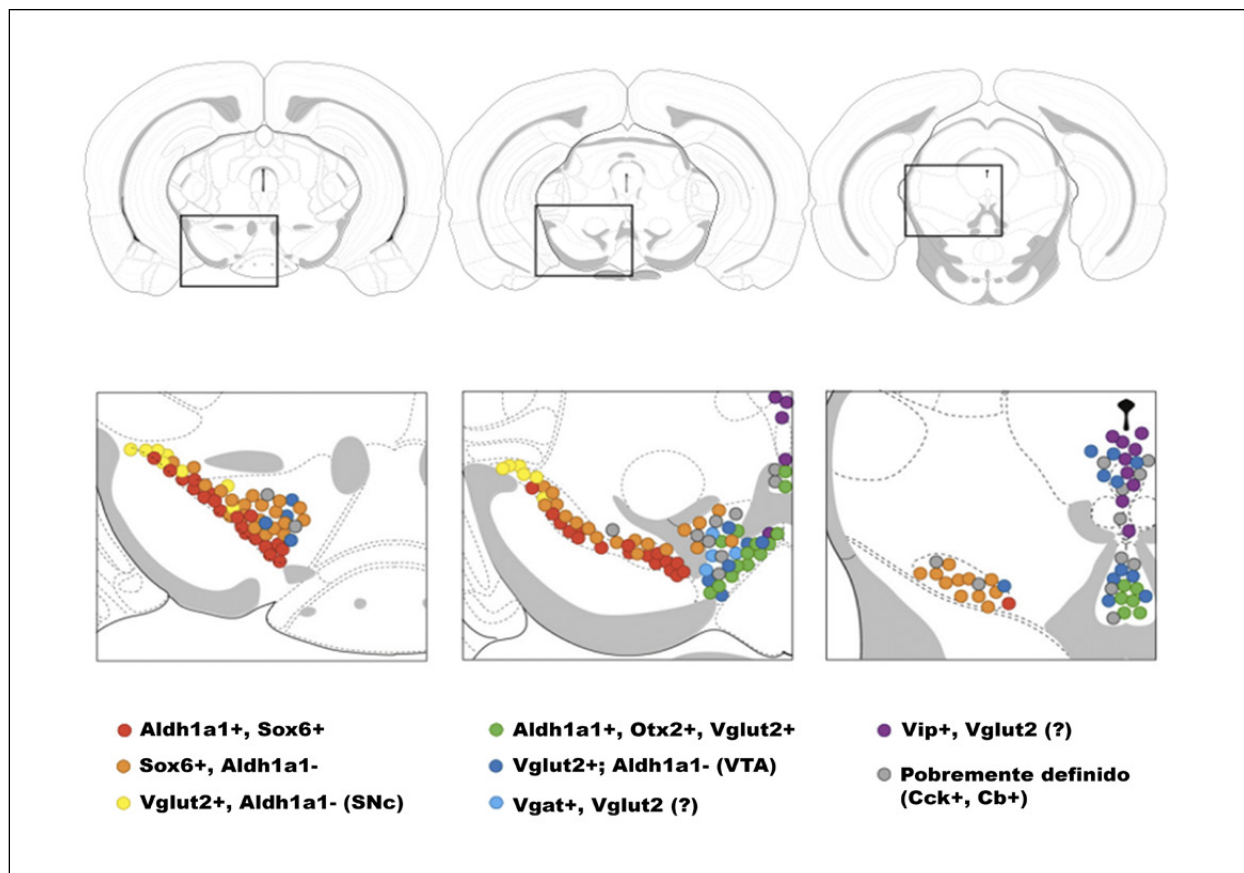 Aldh1a1+, Sox6+
Sox6+, Aldh1a1-
Vglut2+, Aldh1a1- (SNc)
Aldh1a1+, Otx2+, Vglut2+
Vglut2+; Aldh1a1- (VTA)
Vgat+, Vglut2 (?)
Vip+, Vglut2 (?)
Pobremente definido
(Cck+, Cb+)